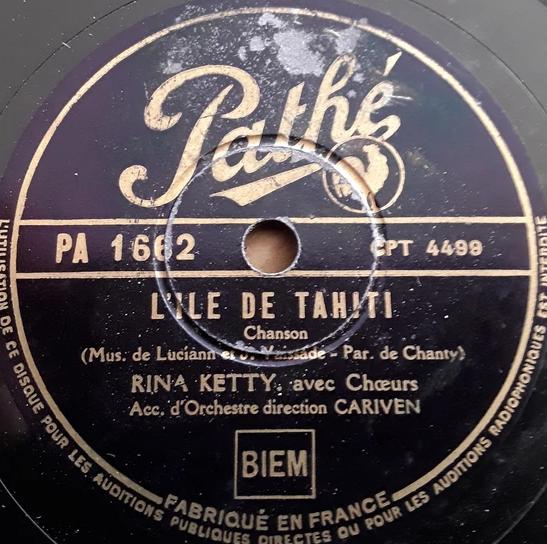 Pathé
PA 1662
CPT 4499
L'ILE DE TAHITI
Chanson
(Mus. de Luciann et J. Vaissade - Par. de Chanty)
RINA KETTY, avec Chœurs
Acc. d'Orchestre direction CARIVEN
BIEM
FABRIQUÉ EN FRANCE
L'UTILISATION DE CE DISQUE POUR LES AUDITIONS PUBLIQUES DIRECTES OU POUR LES AUDITIONS RADIOPHONIQUES EST INTERDITE